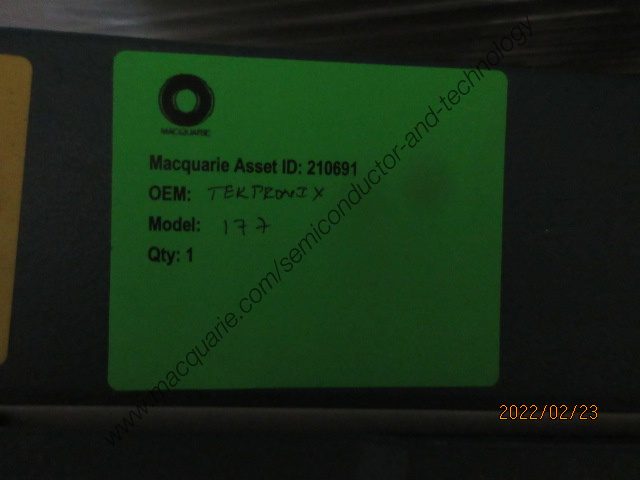 MACQUARIE
Macquarie Asset ID: 210691
OEM: TEKTRONIX
Model: 177
Qty: 1
www.macquarie.com/semiconductor-and-technology
2022/02/23